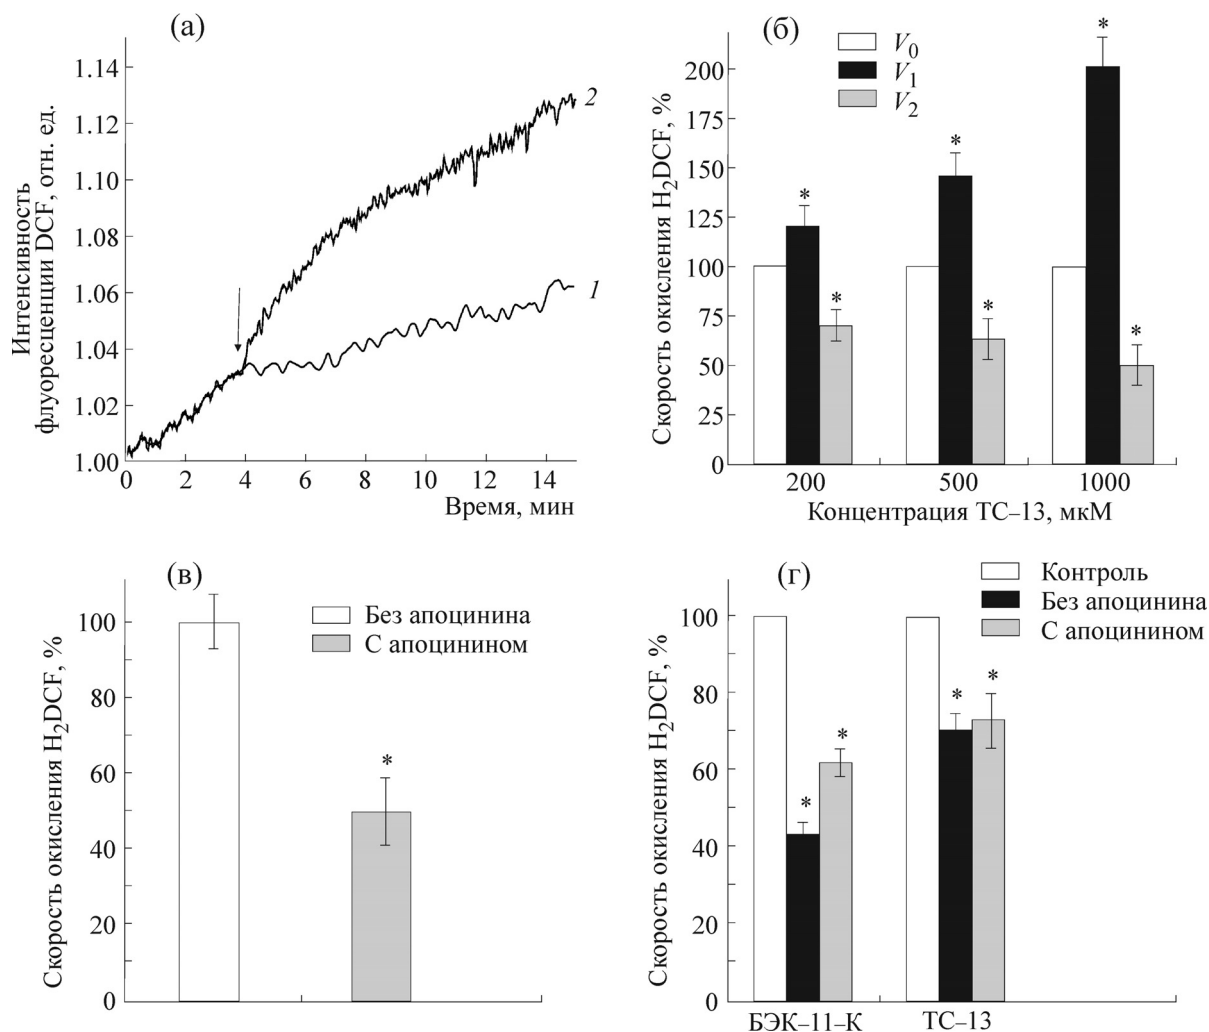 (а)
Интенсивность
флуоресценции DCF, отн. ед.
1.14
1.12
1.10
1.08
1.06
1.04
1.02
1.00
2
1
0 2 4 6 8 10 12 14
Время, мин
(б)
V0
V1
V2
Скорость окисления H2DCF, %
200
175
150
125
100
75
50
25
0
* * * * * *
200 500 1000
Концентрация ТС–13, мкМ
(в)
Без апоцинина
С апоцинином
Скорость окисления H2DCF, %
100
80
60
40
20
0
*
(г)
Контроль
Без апоцинина
С апоцинином
Скорость окисления H2DCF, %
100
80
60
40
20
0
* * * *
БЭК–11–К ТС–13